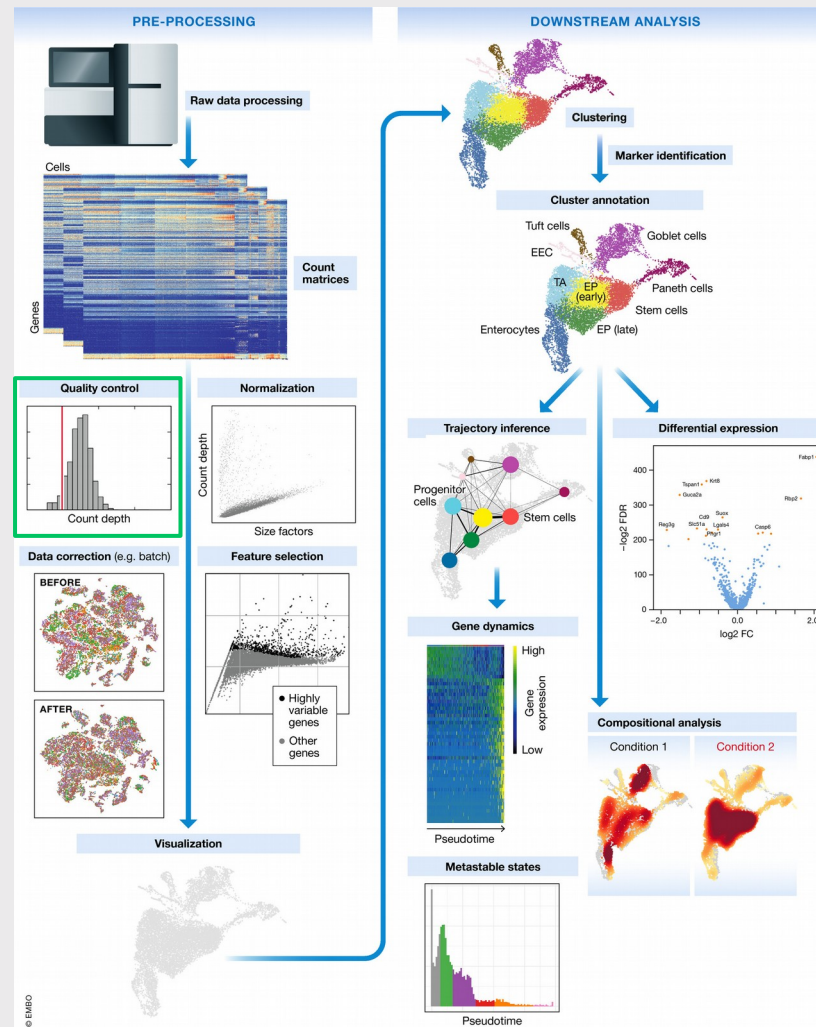 PRE-PROCESSING
Raw data processing
Cells
Genes
Count
matrices
Quality control
Count depth
Normalization
Count depth
Size factors
Data correction (e.g. batch)
BEFORE
AFTER
Feature selection
Highly
variable
genes
Other
genes
Visualization
© EMBO
DOWNSTREAM ANALYSIS
Clustering
Marker identification
Cluster annotation
Tuft cells
Goblet cells
EEC
TA
EP
(early)
Paneth cells
Stem cells
Enterocytes
EP (late)
Trajectory inference
Progenitor
cells
Stem cells
Gene dynamics
High
Gene
expression
Low
Pseudotime
Metastable states
Pseudotime
Differential expression
Fabp1
400
Tspan1
Krt8
Guca2a
Rbp2
300
Suox
Cd9
Reg3g
Slc51a
Lgals4
Casp6
200
100
0
−log2 FDR
−2.0
0.0
2.0
log2 FC
Compositional analysis
Condition 1
Condition 2